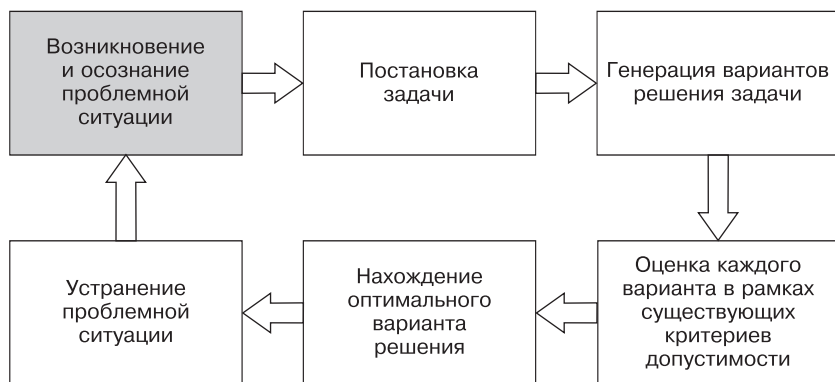 Возникновение
и осознание
проблемной
ситуации
Постановка
задачи
Генерация вариантов
решения задачи
Устранение
проблемной
ситуации
Нахождение
оптимального
варианта
решения
Оценка каждого
варианта в рамках
существующих
критериев
допустимости